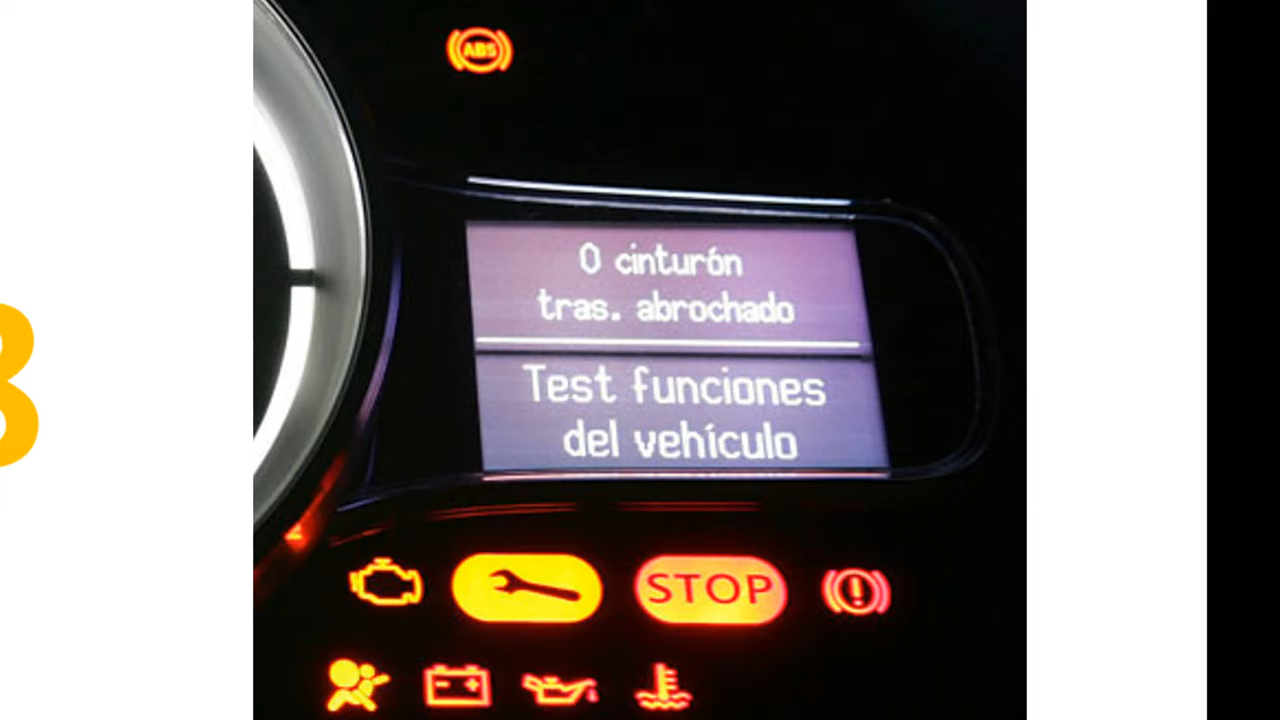 ABS
0 cinturón
tras. abrochado
Test funciones
del vehículo
STOP